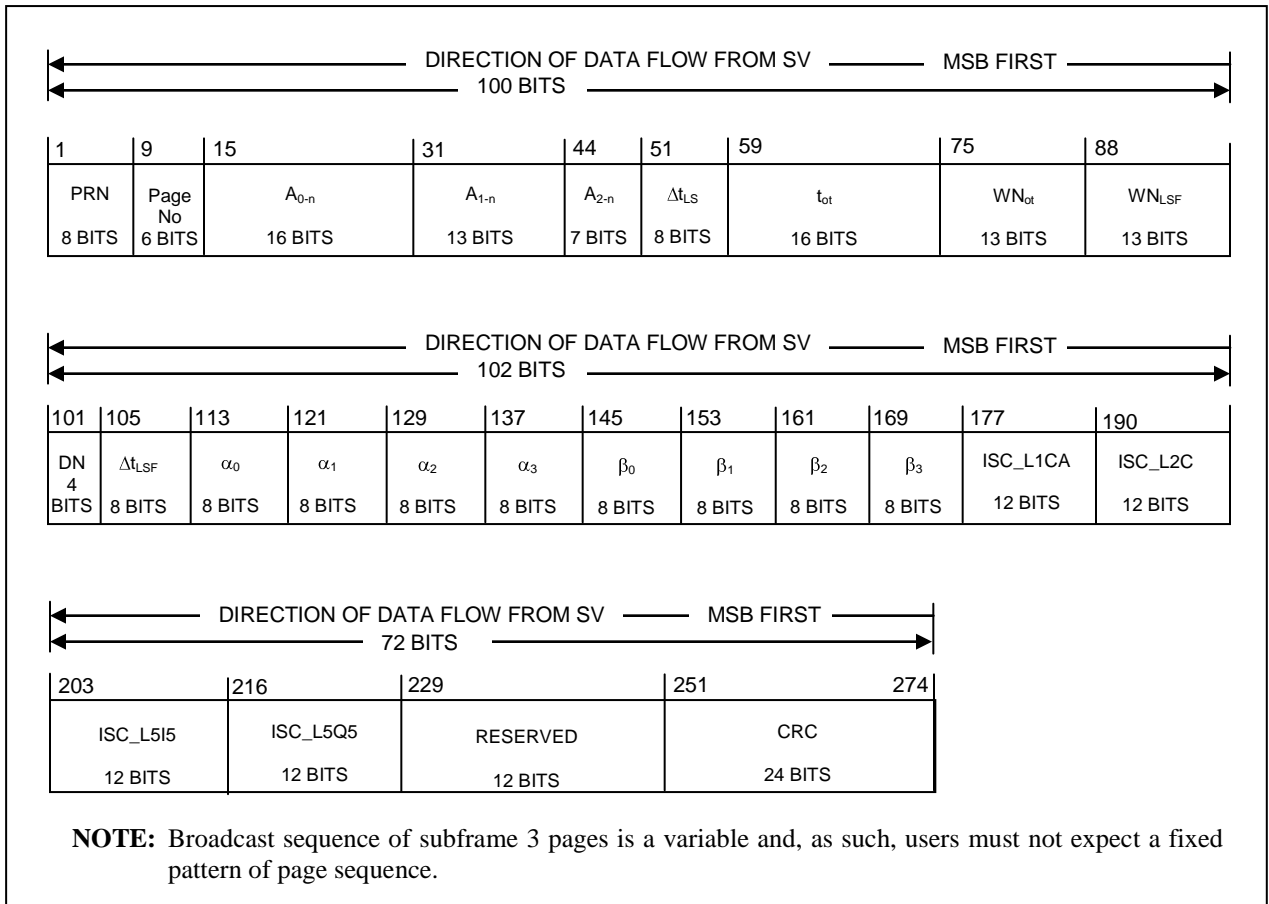 DIRECTION OF DATA FLOW FROM SV MSB FIRST
100 BITS
1 9 15 31 44 51 59 75 88
PRN Page No A0-n A1-n A2-n ΔtLS tot WNot WNLSF
8 BITS 6 BITS 16 BITS 13 BITS 7 BITS 8 BITS 16 BITS 13 BITS 13 BITS
DIRECTION OF DATA FLOW FROM SV MSB FIRST
102 BITS
101 105 113 121 129 137 145 153 161 169 177 190
DN ΔtLSF α0 α1 α2 α3 β0 β1 β2 β3 ISC_L1CA ISC_L2C
4 BITS 8 BITS 8 BITS 8 BITS 8 BITS 8 BITS 8 BITS 8 BITS 8 BITS 8 BITS 12 BITS 12 BITS
DIRECTION OF DATA FLOW FROM SV MSB FIRST
72 BITS
203 216 229 251 274
ISC_L5I5 ISC_L5Q5 RESERVED CRC
12 BITS 12 BITS 12 BITS 24 BITS
NOTE: Broadcast sequence of subframe 3 pages is a variable and, as such, users must not expect a fixed
pattern of page sequence.